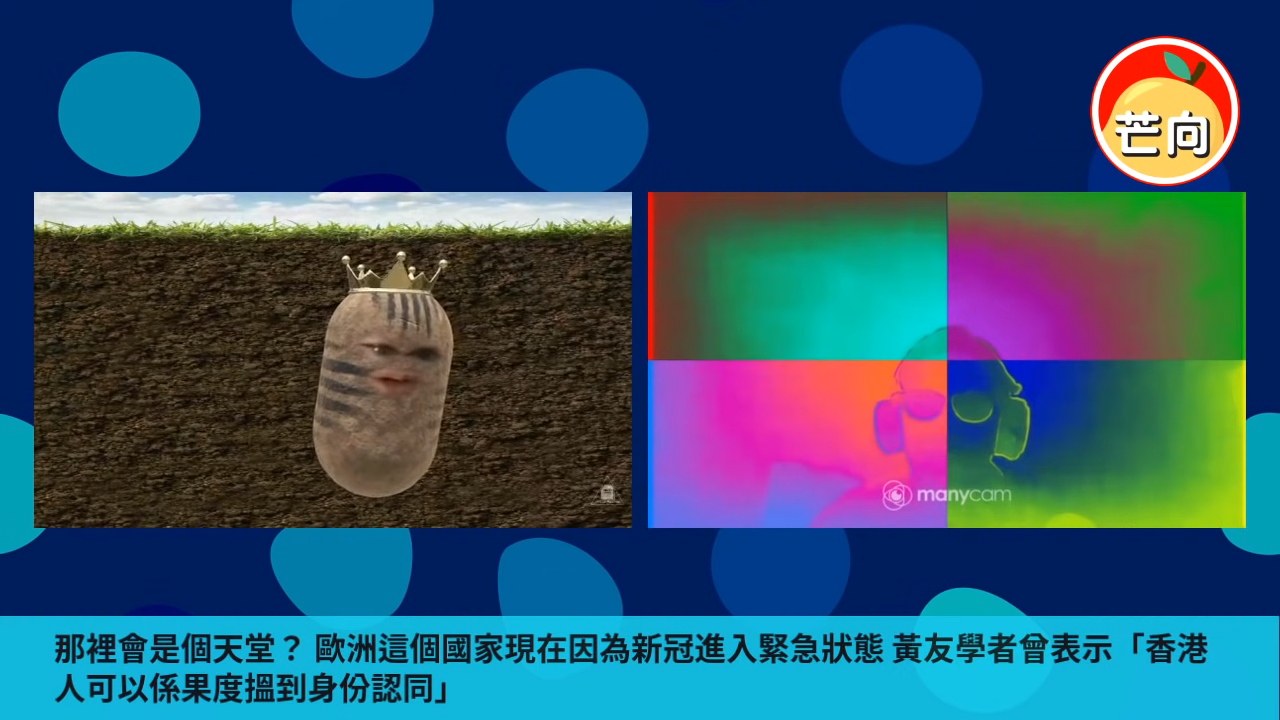 芒向
manycam
那裡會是個天堂？ 歐洲這個國家現在因為新冠進入緊急狀態 黃友學者曾表示「香港
人可以係果度搵到身份認同」